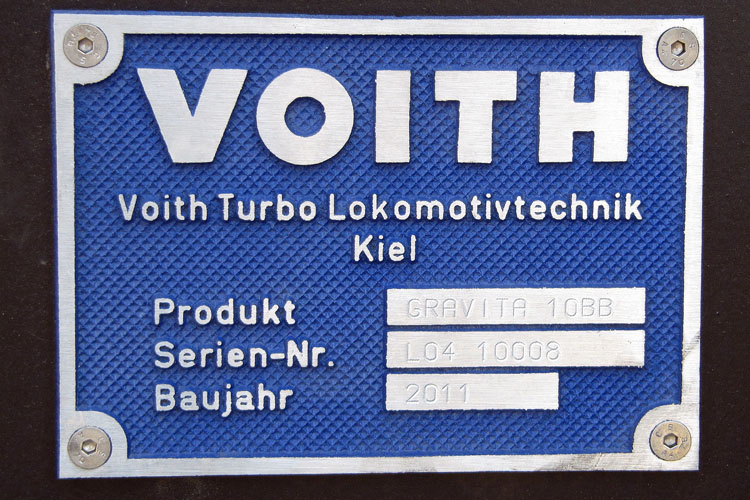 VOITH
Voith Turbo Lokomotivtechnik
Kiel
Produkt GRAVITA 10BB
Serien-Nr. L04 10008
Baujahr 2011